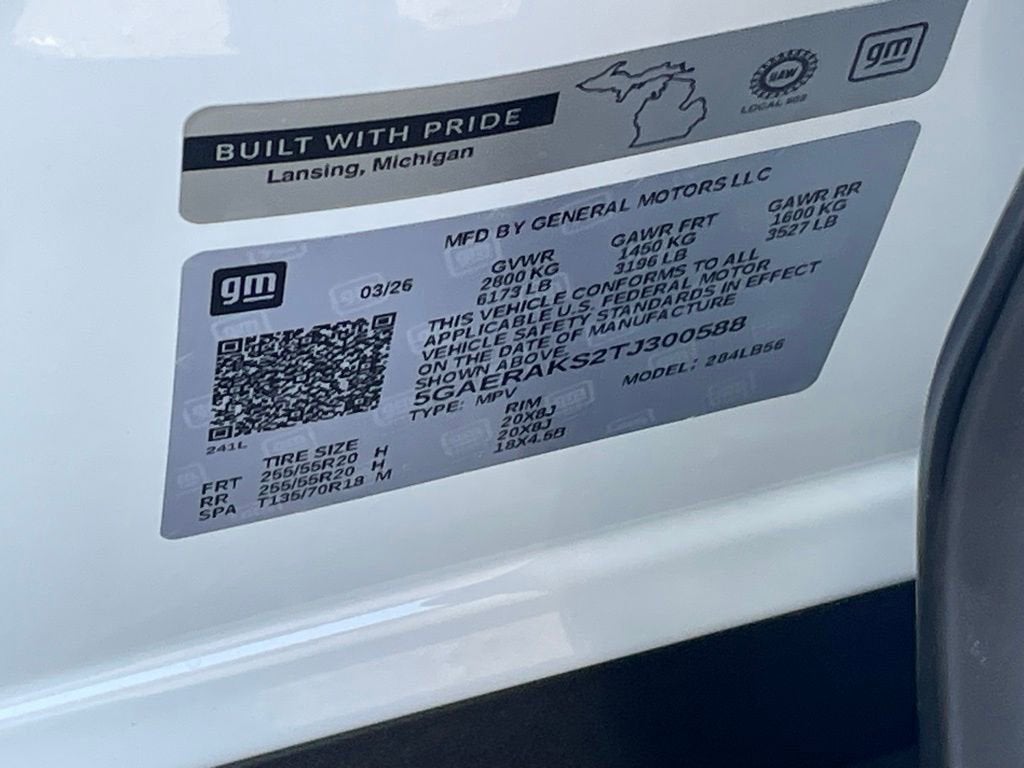 BUILT WITH PRIDE
Lansing, Michigan
UAW
LOCAL 602
gm
MFD BY GENERAL MOTORS LLC
gm
03/26
GVWR
2800 KG
6173 LB
GAWR FRT
1450 KG
3196 LB
GAWR RR
1600 KG
3527 LB
THIS VEHICLE CONFORMS TO ALL
APPLICABLE U.S. FEDERAL MOTOR
VEHICLE SAFETY STANDARDS IN EFFECT
ON THE DATE OF MANUFACTURE
SHOWN ABOVE.
5GAERAKS2TJ300588
TYPE: MPV
MODEL: 284LB56
241L
TIRE SIZE
RIM
FRT 255/55R20 H 20X8J
RR 255/55R20 H 20X8J
SPA T135/70R18 M 18X4.5B